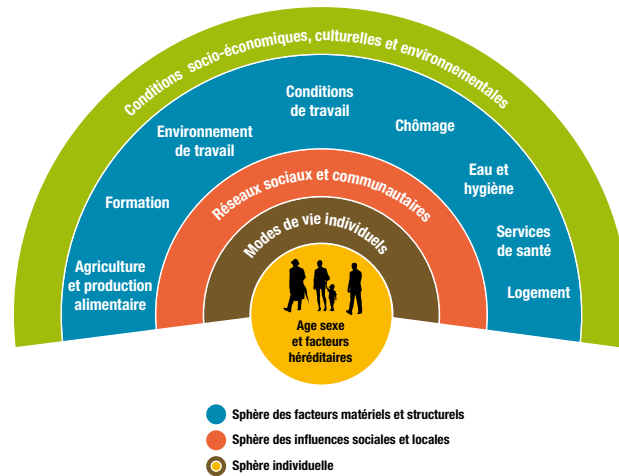 Conditions socio-économiques, culturelles et environnementales
Conditions
de travail
Environnement
de travail
Chômage
Formation
Eau et
hygiène
Agriculture
et production
alimentaire
Services
de santé
Logement
Réseaux sociaux et communautaires
Modes de vie individuels
Age sexe
et facteurs
héréditaires
Sphère des facteurs matériels et structurels
Sphère des influences sociales et locales
Sphère individuelle